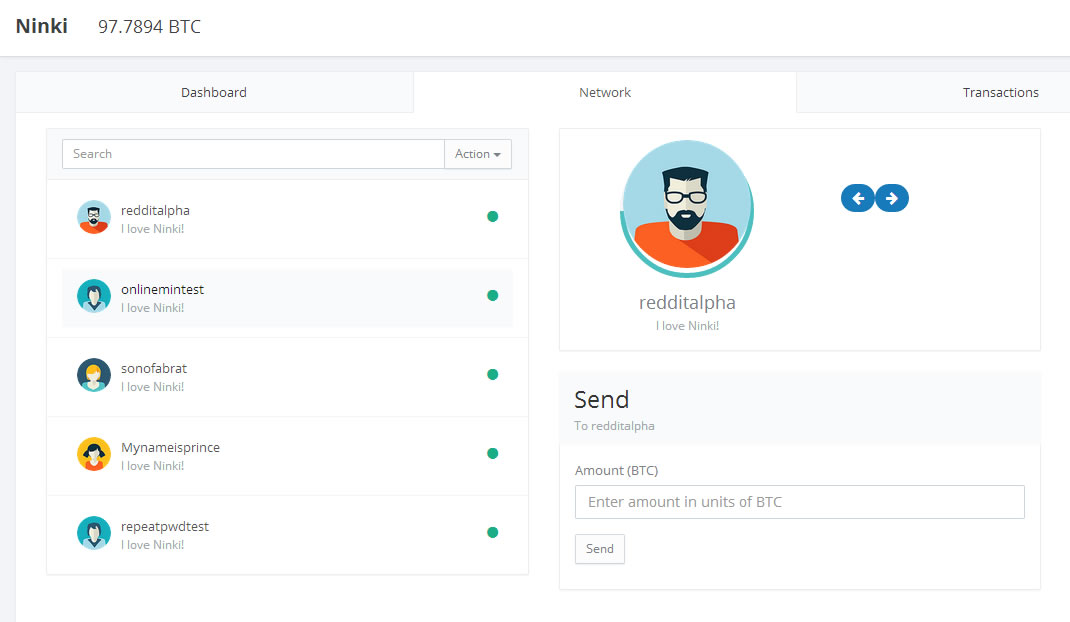 Ninki 97.7894 BTC
Dashboard Network Transactions
Search Action
redditalpha
I love Ninki!
onlinemintest
I love Ninki!
sonofabrat
I love Ninki!
Mynameisprince
I love Ninki!
repeatpwdtest
I love Ninki!
redditalpha
I love Ninki!
Send
To redditalpha
Amount (BTC)
Enter amount in units of BTC
Send